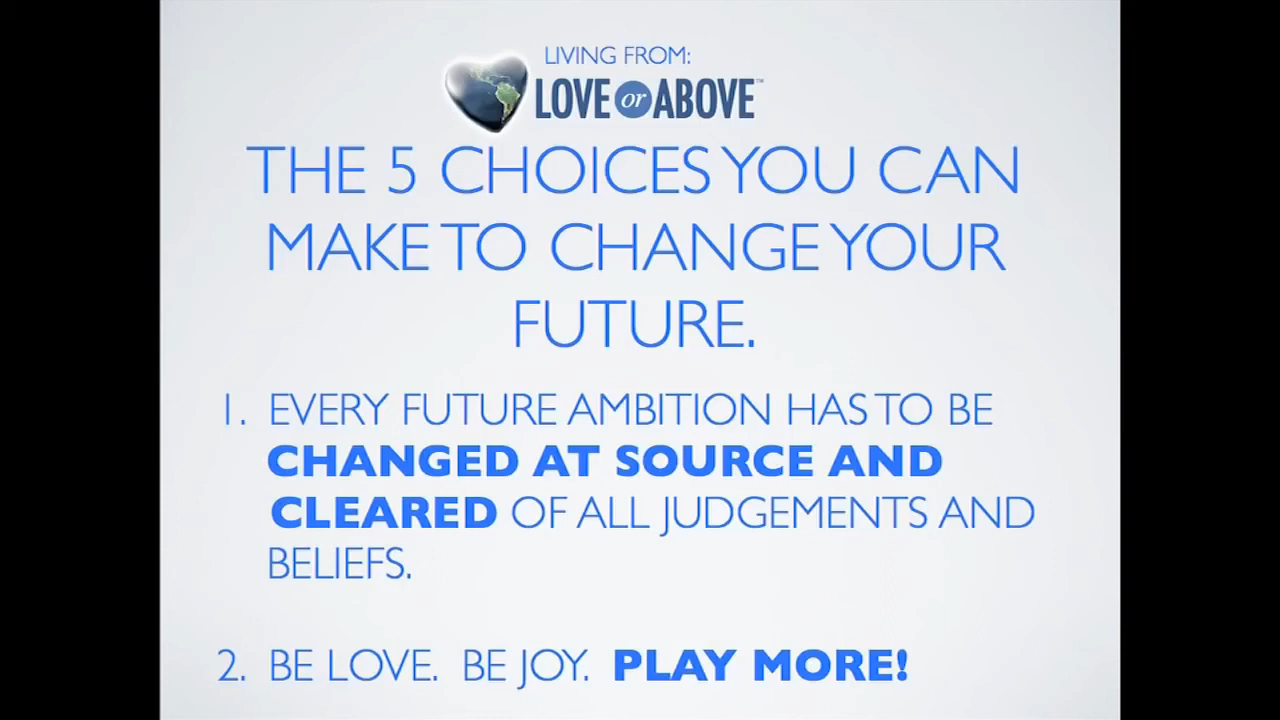 LIVING FROM:
LOVE or ABOVE™
THE 5 CHOICES YOU CAN
MAKE TO CHANGE YOUR
FUTURE.
1. EVERY FUTURE AMBITION HAS TO BE
CHANGED AT SOURCE AND
CLEARED OF ALL JUDGEMENTS AND
BELIEFS.
2. BE LOVE. BE JOY. PLAY MORE!